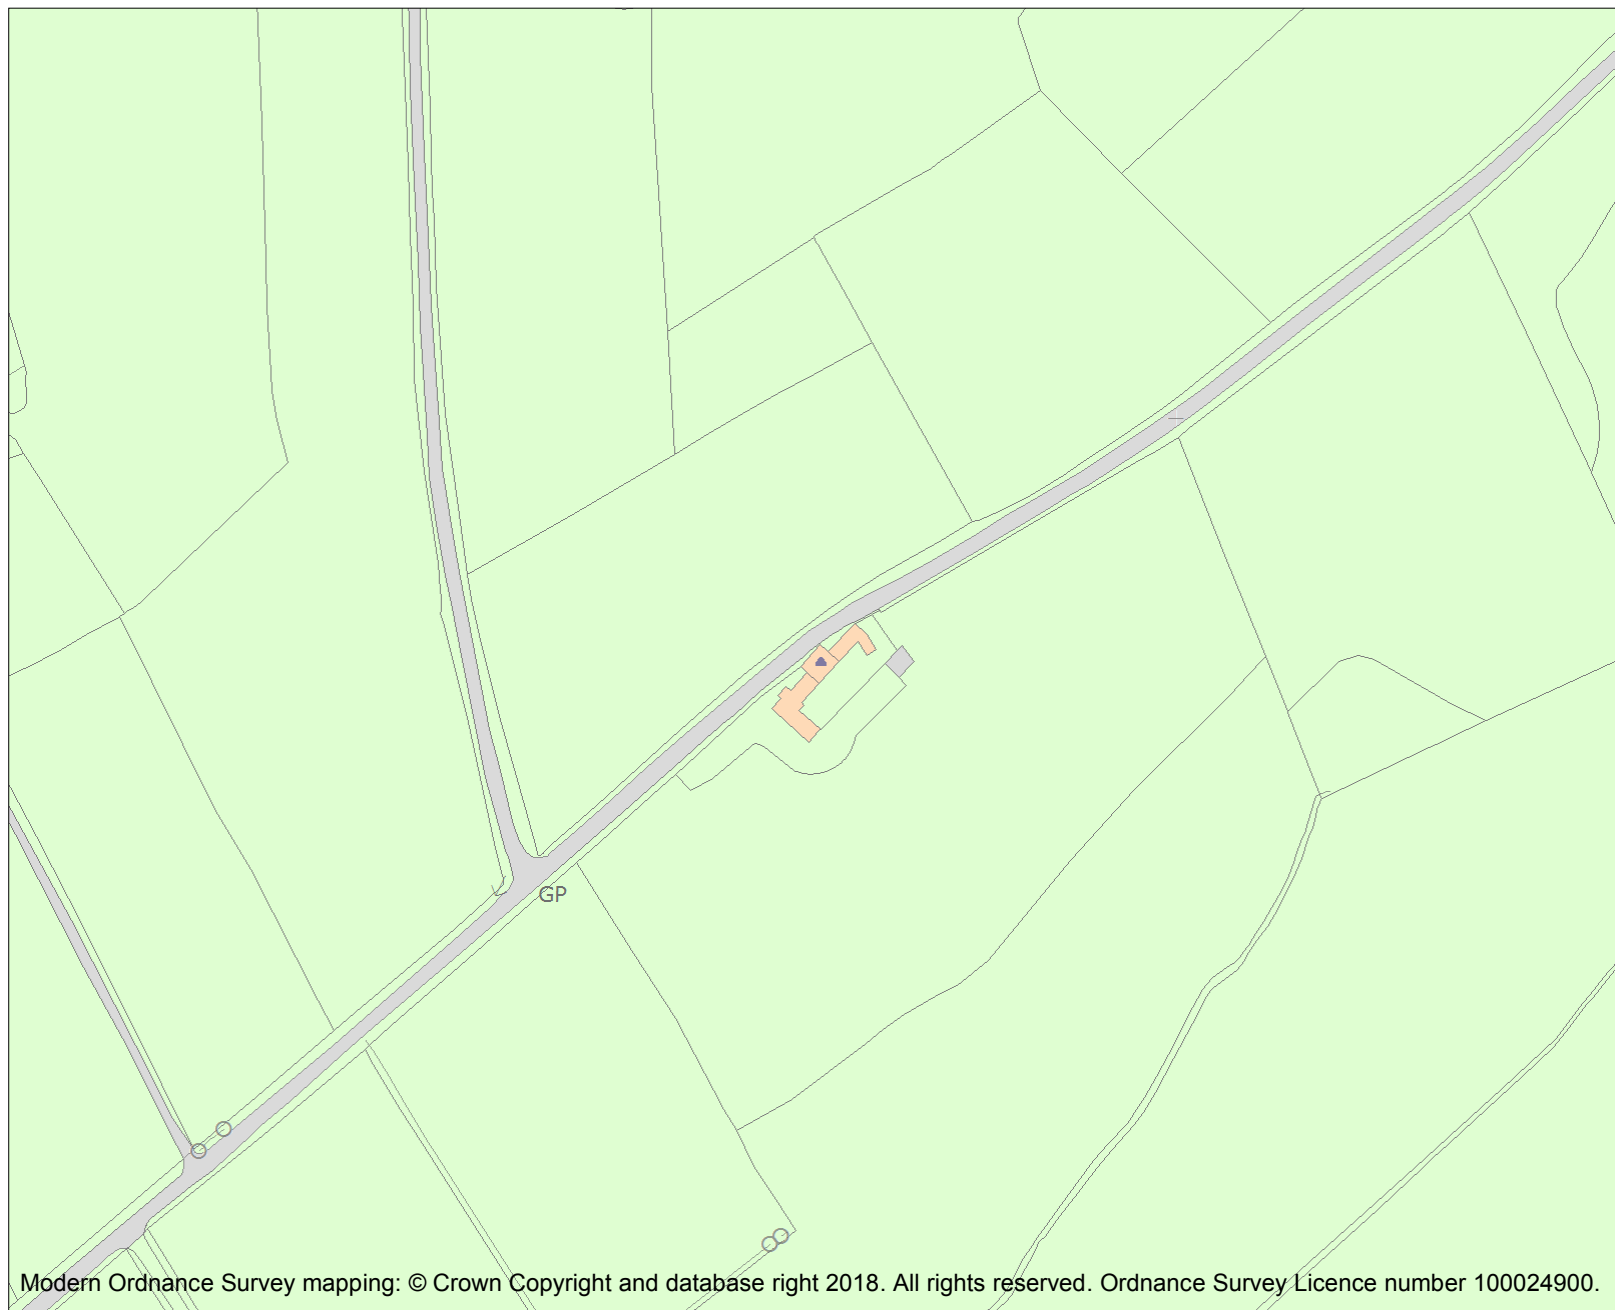 GP
Modern Ordnance Survey mapping: © Crown Copyright and database right 2018. All rights reserved. Ordnance Survey Licence number 100024900.